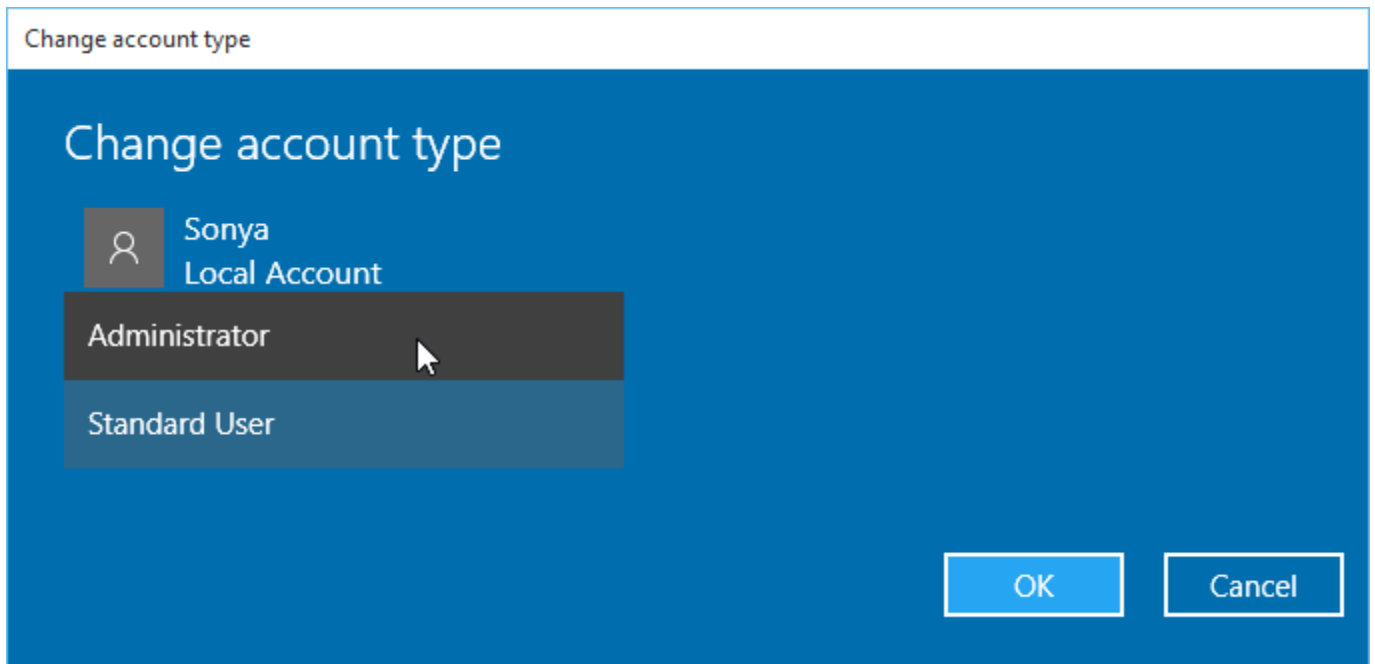 Change account type
Change account type
Sonya
Local Account
Administrator
Standard User
OK
Cancel